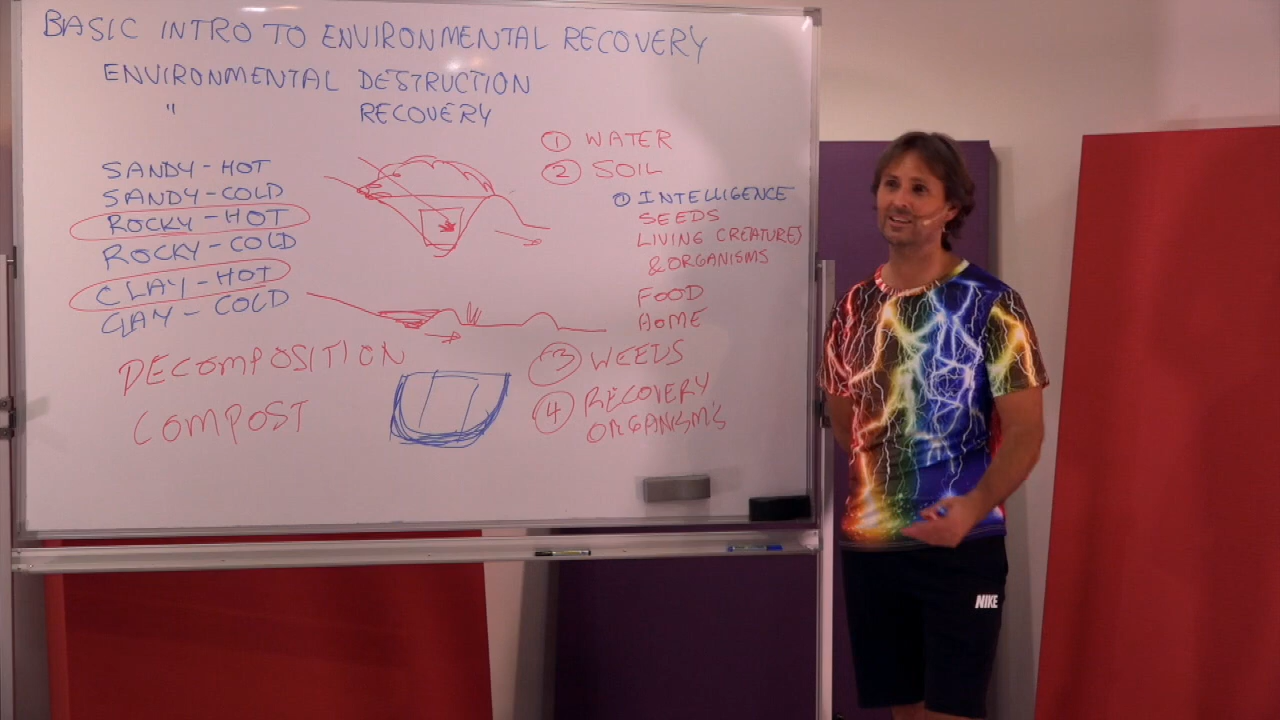 BASIC INTRO TO ENVIRONMENTAL RECOVERY
ENVIRONMENTAL DESTRUCTION
" RECOVERY
SANDY-HOT
SANDY-COLD
ROCKY-HOT
ROCKY-COLD
CLAY-HOT
CLAY-COLD
DECOMPOSITION
COMPOST
1 WATER
2 SOIL
1 INTELLIGENCE
SEEDS
LIVING CREATURES
& ORGANISMS
FOOD
HOME
3 WEEDS
4 RECOVERY
ORGANISM'S
NIKE